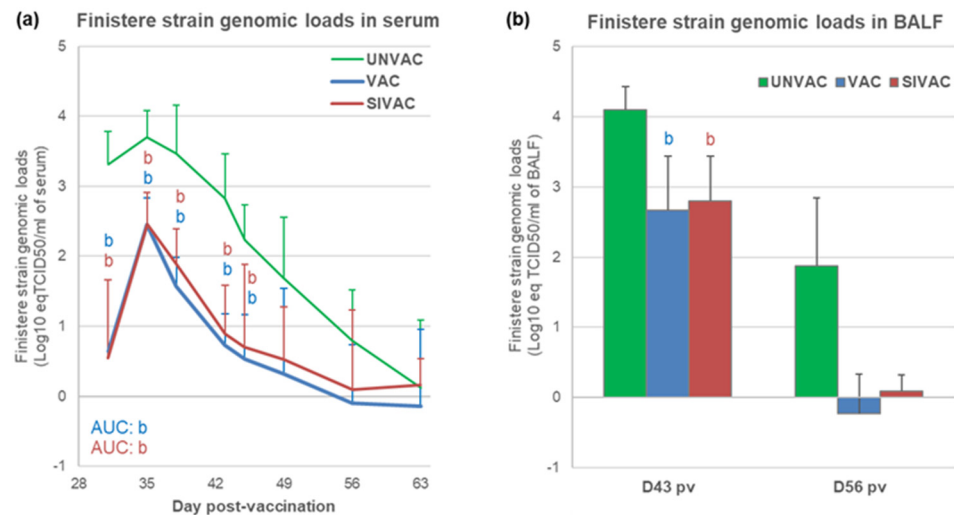 (a)
Finistere strain genomic loads in serum
Finistere strain genomic loads
(Log10 eqTCID50/ml of serum)
5
4
3
2
1
0
-1
UNVAC
VAC
SIVAC
b
b
b
b
b
b
b
b
b
b
AUC: b
AUC: b
28
35
42
49
56
63
Day post-vaccination
(b)
Finistere strain genomic loads in BALF
Finistere strain genomic loads
(Log10 eq TCID50/ml of BALF)
5
4
3
2
1
0
-1
UNVAC VAC SIVAC
b
b
D43 pv
D56 pv